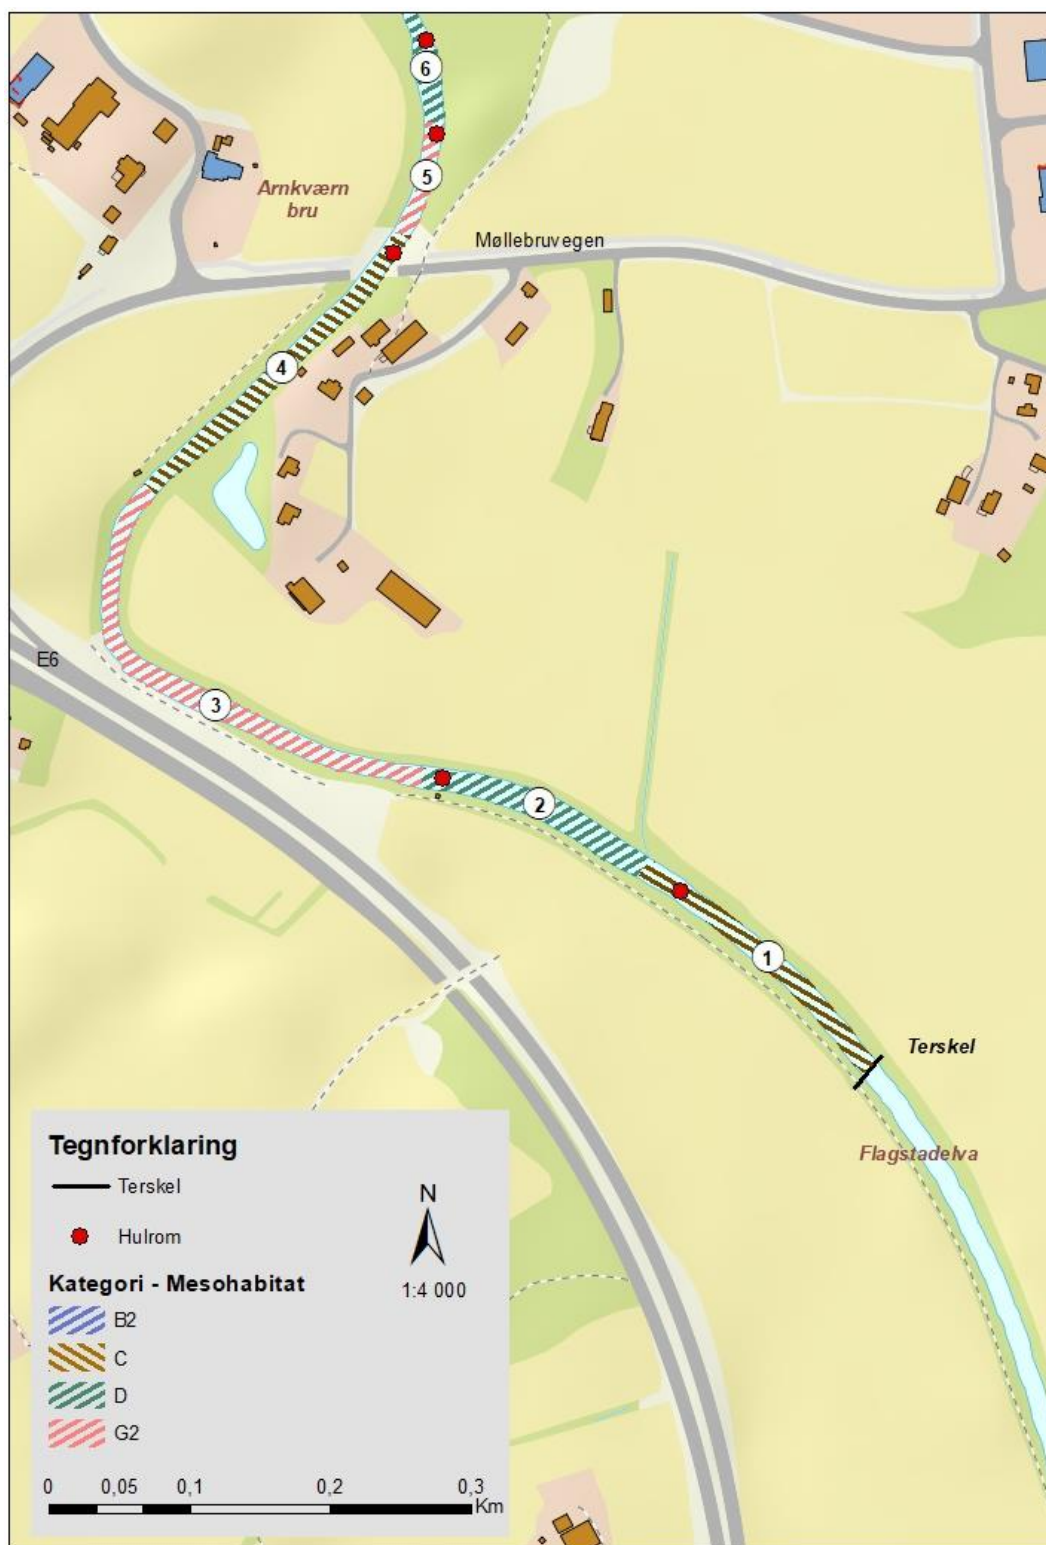 6
5
Arnkværn
bru
Møllebruvegen
4
E6
3
2
1
Terskel
Flagstadelva
Tegnforklaring
Terskel
Hulrom
N
1:4 000
Kategori - Mesohabitat
B2
C
D
G2
0 0,05 0,1 0,2 0,3
Km